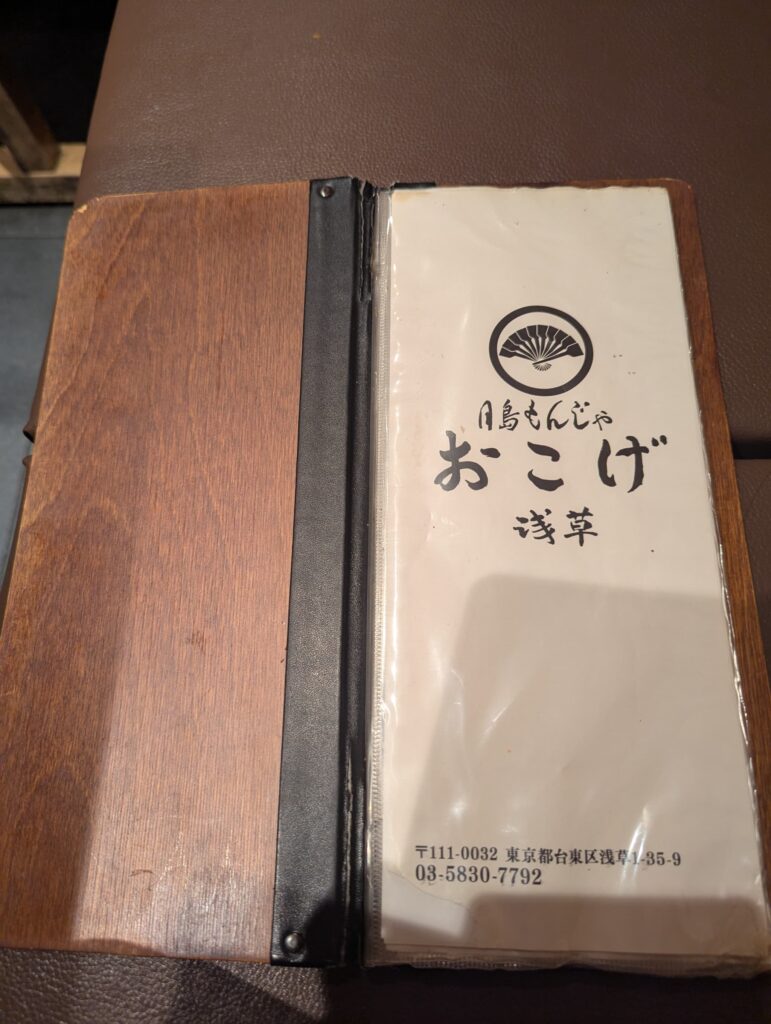 月島もんじゃ
おこげ
浅草
〒111-0032 東京都台東区浅草1-35-9
03-5830-7792